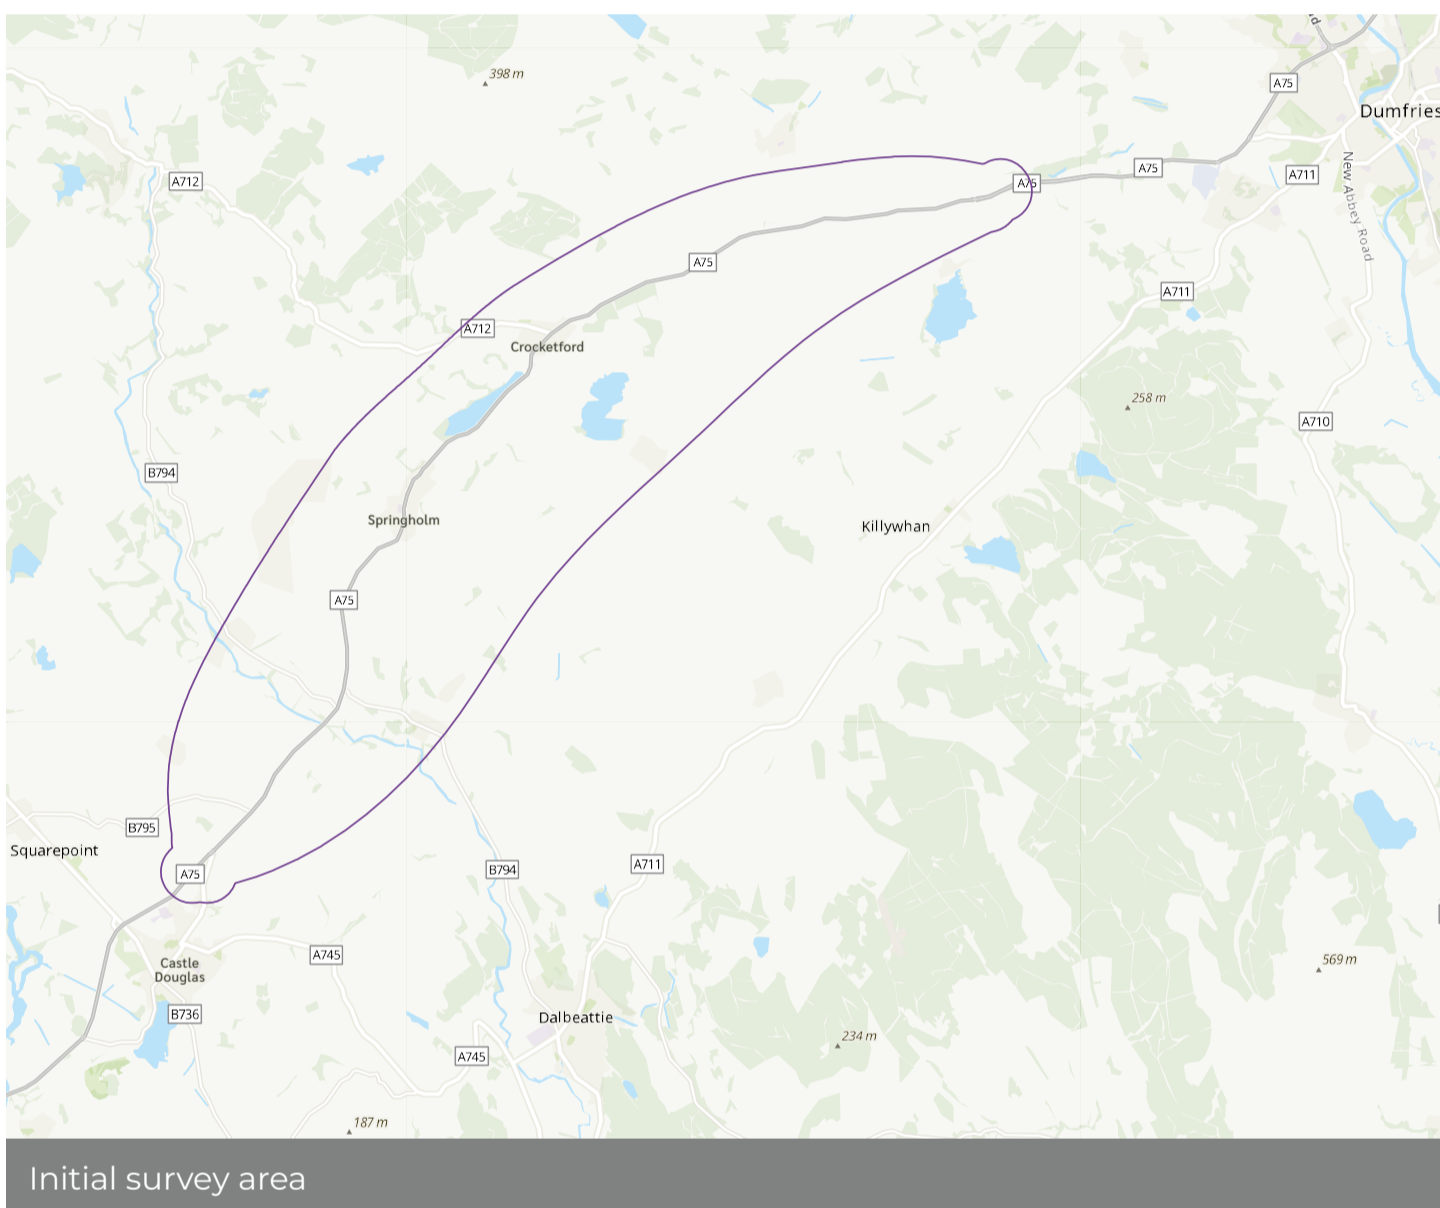 398 m
A75
Dumfries
A75
A75
A711
A712
New Abbey Road
A75
A711
A712
Crocketford
258 m
A710
B794
Springholm
Killywhan
A75
B795
Squarepoint
A75
B794
A711
A745
Castle
Douglas
569 m
B736
Dalbeattie
234 m
A745
187 m
Initial survey area